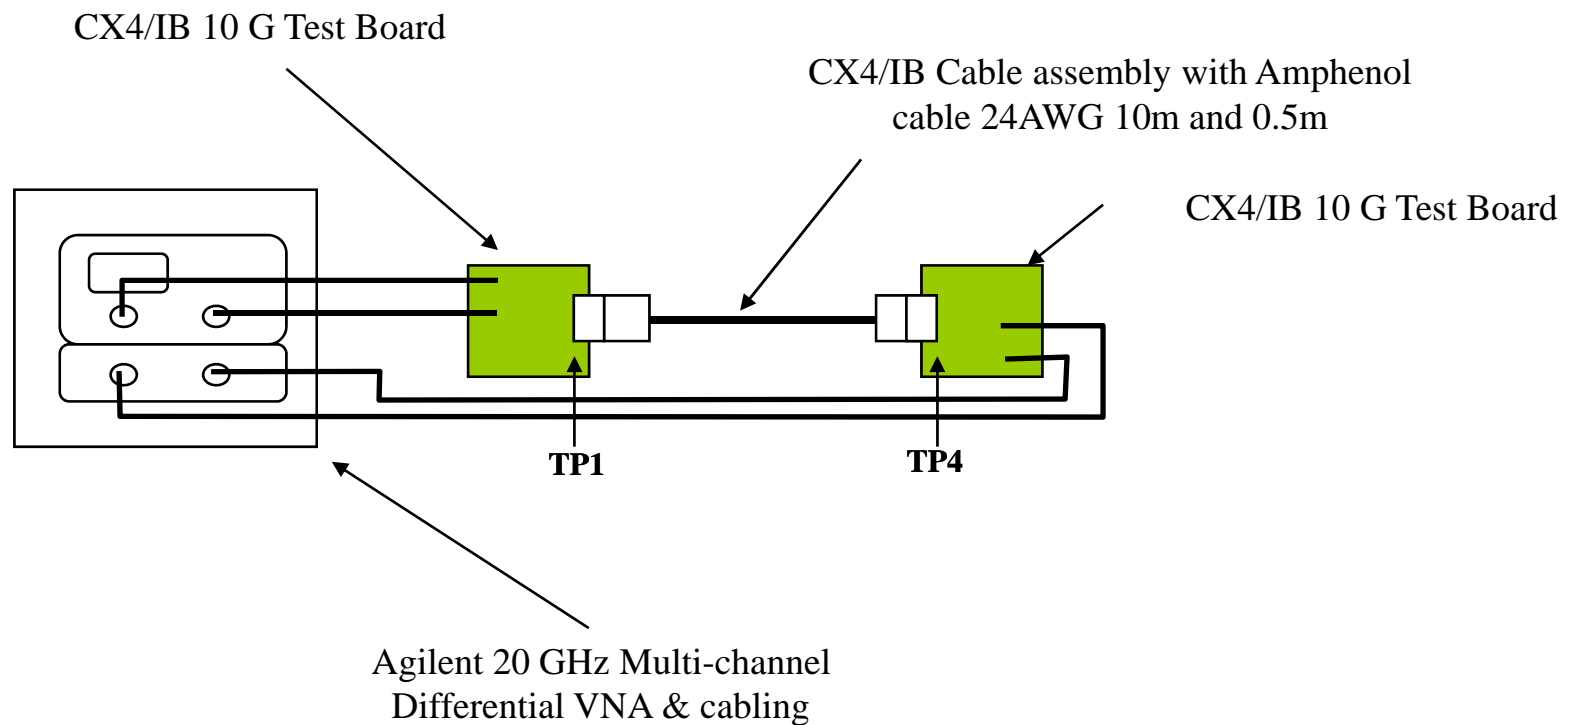 CX4/IB 10 G Test Board
CX4/IB Cable assembly with Amphenol
cable 24AWG 10m and 0.5m
CX4/IB 10 G Test Board
TP1
TP4
Agilent 20 GHz Multi-channel
Differential VNA & cabling